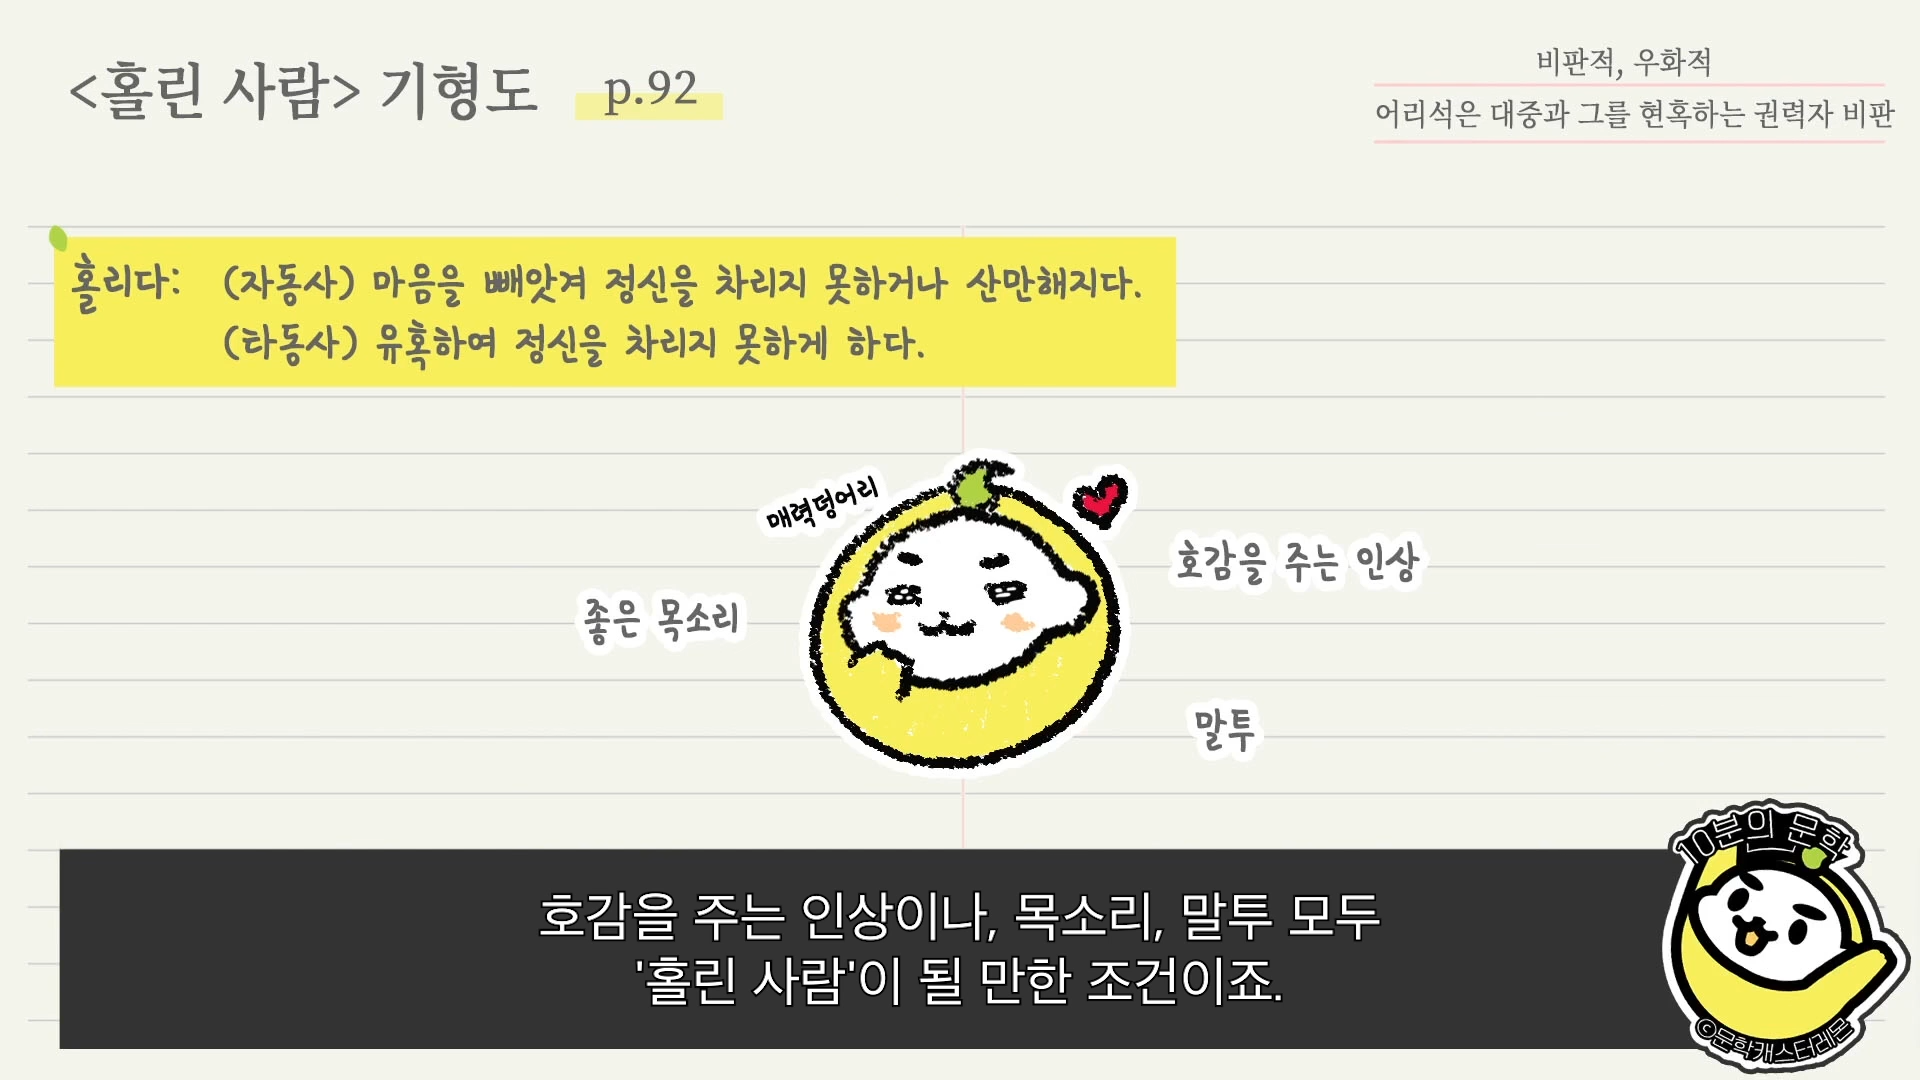 <홀린 사람> 기형도 p.92
비판적, 우화적
어리석은 대중과 그를 현혹하는 권력자 비판
홀리다: (자동사) 마음을 빼앗겨 정신을 차리지 못하거나 산만해지다.
(타동사) 유혹하여 정신을 차리지 못하게 하다.
매력덩어리
호감을 주는 인상
좋은 목소리
말투
호감을 주는 인상이나, 목소리, 말투 모두
'홀린 사람'이 될 만한 조건이죠.
10분의 문학
©문학캐스터레몬